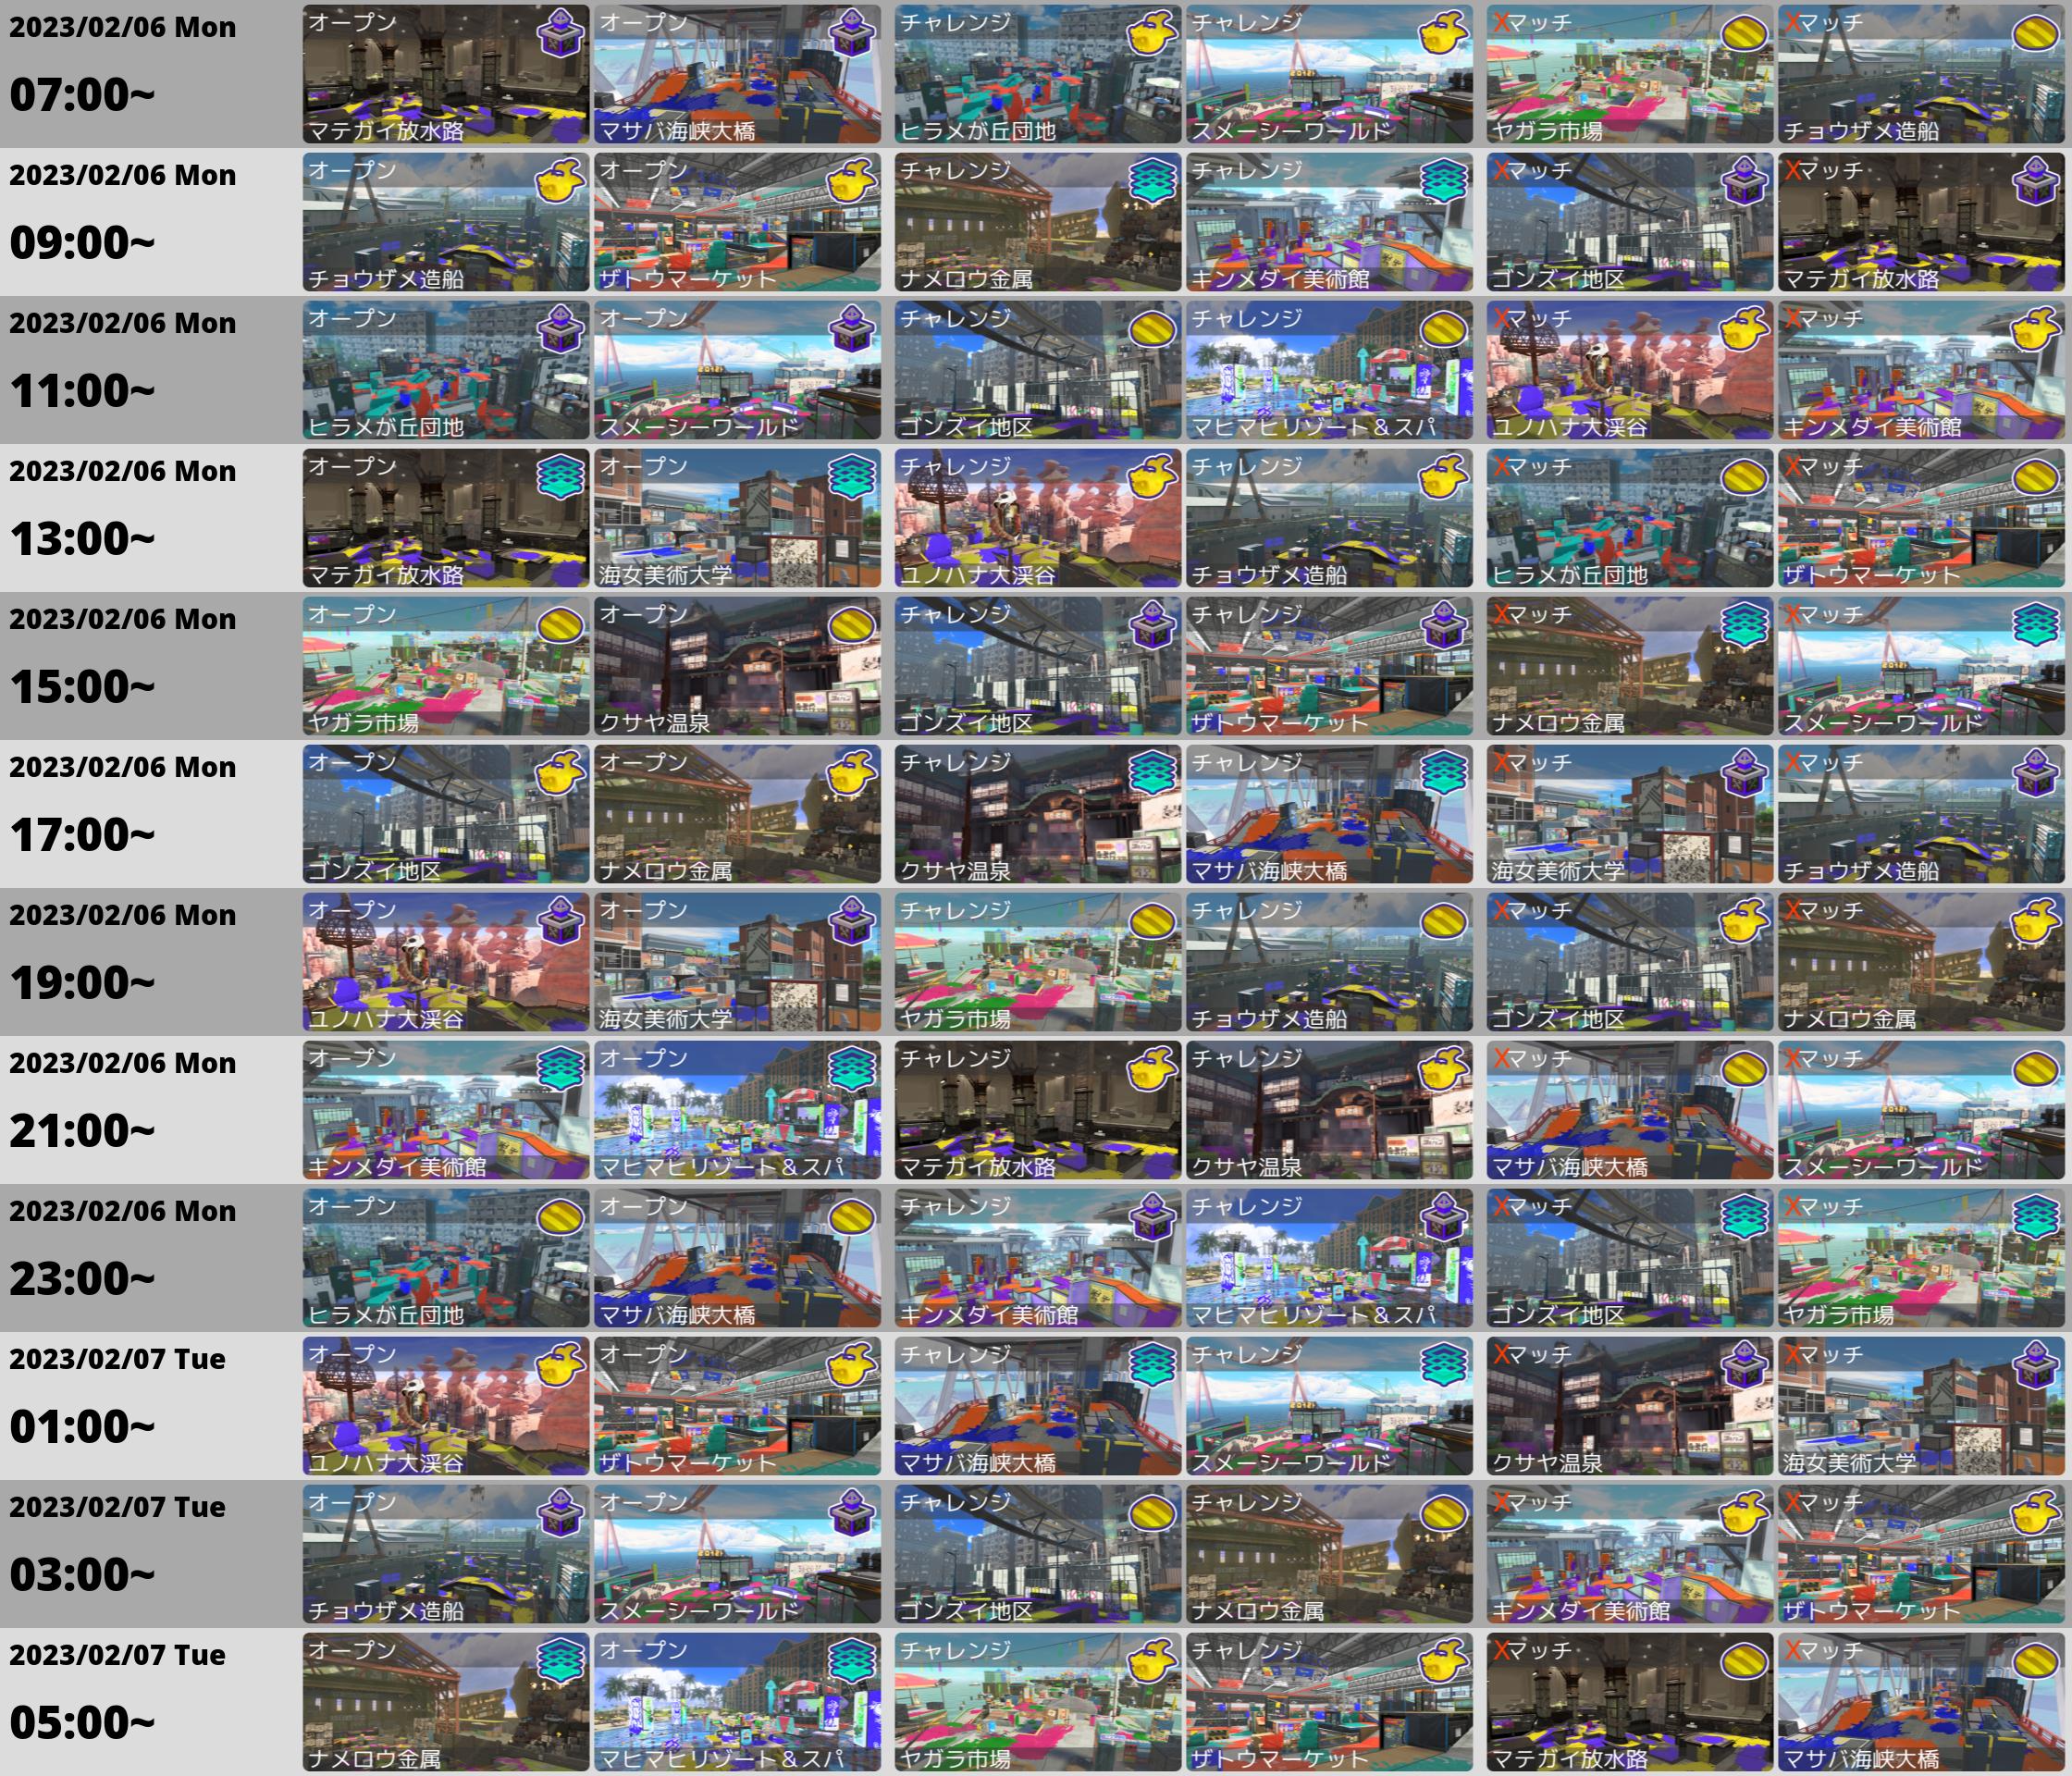 2023/02/06 Mon
07:00~
オープン オープン チャレンジ チャレンジ Xマッチ Xマッチ
マテガイ放水路 マサバ海峡大橋 ヒラメが丘団地 スメーシーワールド ヤガラ市場 チョウザメ造船
2023/02/06 Mon
09:00~
オープン オープン チャレンジ チャレンジ Xマッチ Xマッチ
チョウザメ造船 ザトウマーケット ナメロウ金属 キンメダイ美術館 ゴンズイ地区 マテガイ放水路
2023/02/06 Mon
11:00~
オープン オープン チャレンジ チャレンジ Xマッチ Xマッチ
ヒラメが丘団地 スメーシーワールド ゴンズイ地区 マヒマヒリゾート＆スパ ユノハナ大渓谷 キンメダイ美術館
2023/02/06 Mon
13:00~
オープン オープン チャレンジ チャレンジ Xマッチ Xマッチ
マテガイ放水路 海女美術大学 ユノハナ大渓谷 チョウザメ造船 ヒラメが丘団地 ザトウマーケット
2023/02/06 Mon
15:00~
オープン オープン チャレンジ チャレンジ Xマッチ Xマッチ
ヤガラ市場 クサヤ温泉 ゴンズイ地区 ザトウマーケット ナメロウ金属 スメーシーワールド
2023/02/06 Mon
17:00~
オープン オープン チャレンジ チャレンジ Xマッチ Xマッチ
ゴンズイ地区 ナメロウ金属 クサヤ温泉 マサバ海峡大橋 海女美術大学 チョウザメ造船
2023/02/06 Mon
19:00~
オープン オープン チャレンジ チャレンジ Xマッチ Xマッチ
ユノハナ大渓谷 海女美術大学 ヤガラ市場 チョウザメ造船 ゴンズイ地区 ナメロウ金属
2023/02/06 Mon
21:00~
オープン オープン チャレンジ チャレンジ Xマッチ Xマッチ
キンメダイ美術館 マヒマヒリゾート＆スパ マテガイ放水路 クサヤ温泉 マサバ海峡大橋 スメーシーワールド
2023/02/06 Mon
23:00~
オープン オープン チャレンジ チャレンジ Xマッチ Xマッチ
ヒラメが丘団地 マサバ海峡大橋 キンメダイ美術館 マヒマヒリゾート＆スパ ゴンズイ地区 ヤガラ市場
2023/02/07 Tue
01:00~
オープン オープン チャレンジ チャレンジ Xマッチ Xマッチ
ユノハナ大渓谷 ザトウマーケット マサバ海峡大橋 スメーシーワールド クサヤ温泉 海女美術大学
2023/02/07 Tue
03:00~
オープン オープン チャレンジ チャレンジ Xマッチ Xマッチ
チョウザメ造船 スメーシーワールド ゴンズイ地区 ナメロウ金属 キンメダイ美術館 ザトウマーケット
2023/02/07 Tue
05:00~
オープン オープン チャレンジ チャレンジ Xマッチ Xマッチ
ナメロウ金属 マヒマヒリゾート＆スパ ヤガラ市場 ザトウマーケット マテガイ放水路 マサバ海峡大橋